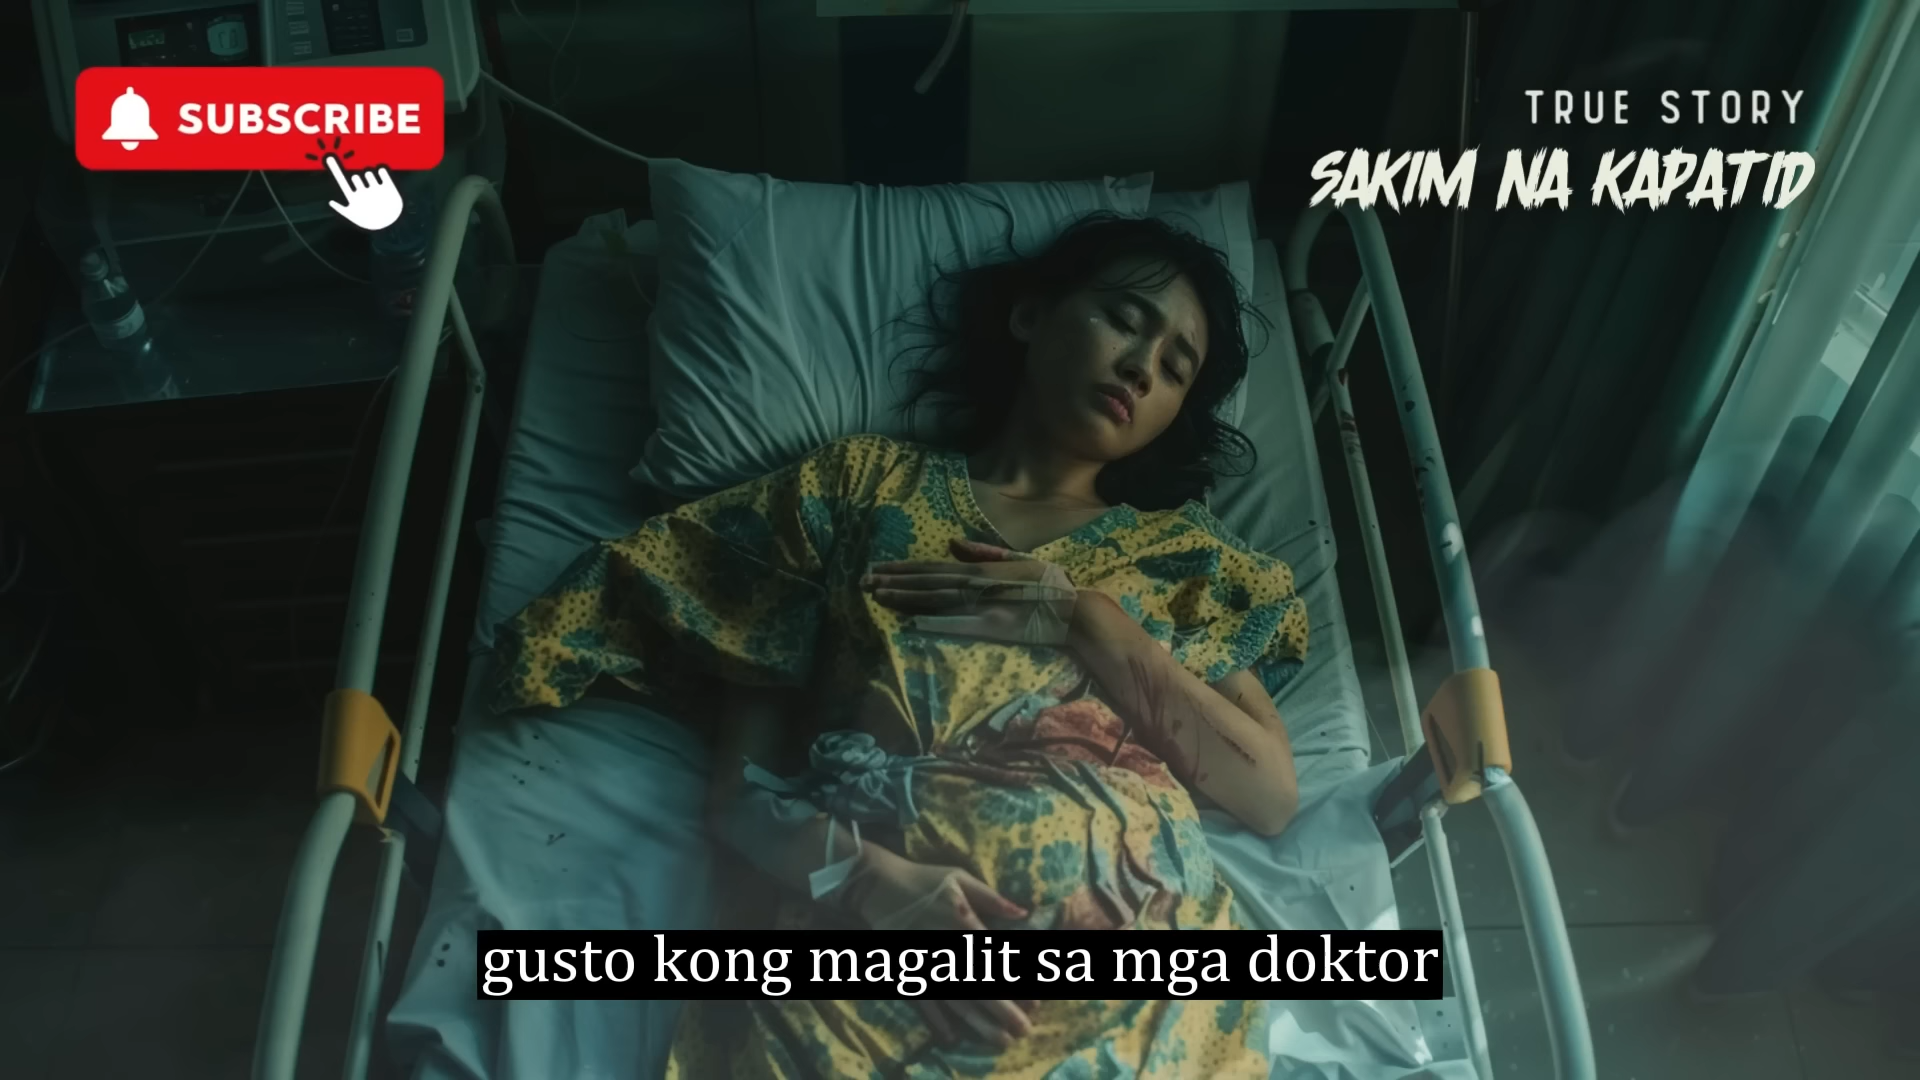 SUBSCRIBE
TRUE STORY
SAKIM NA KAPATID
gusto kong magalit sa mga doktor